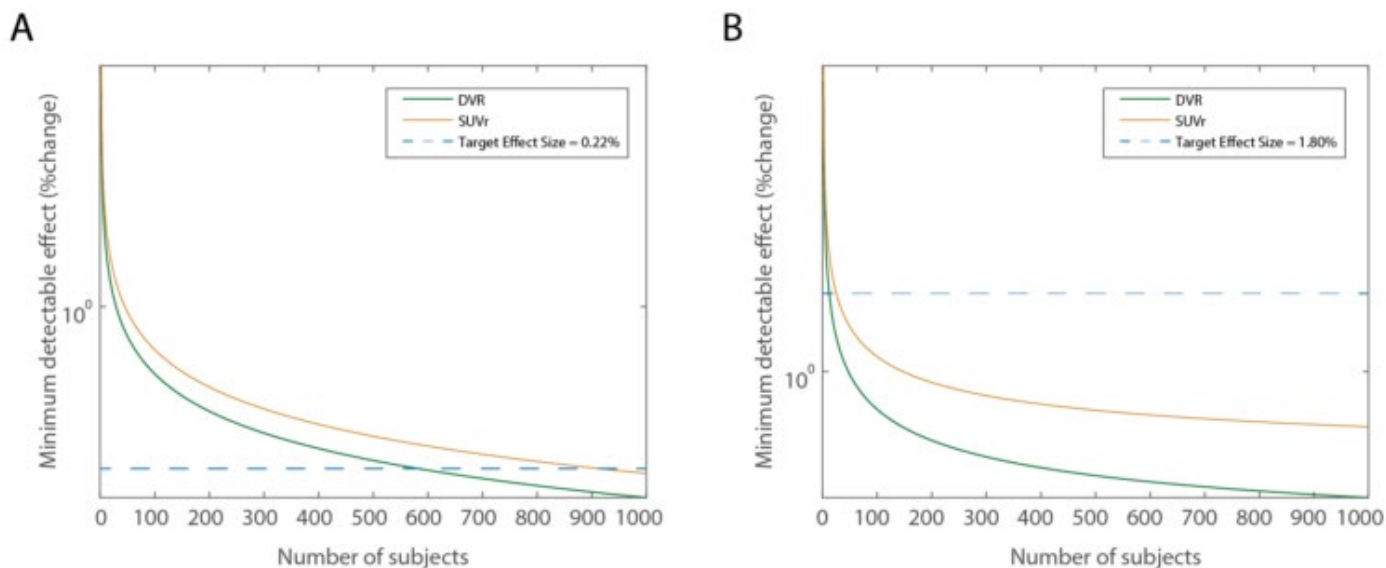 A
Minimum detectable effect (%change)
10⁰
DVR
SUVr
Target Effect Size = 0.22%
0 100 200 300 400 500 600 700 800 900 1000
Number of subjects
B
Minimum detectable effect (%change)
10⁰
DVR
SUVr
Target Effect Size = 1.80%
0 100 200 300 400 500 600 700 800 900 1000
Number of subjects